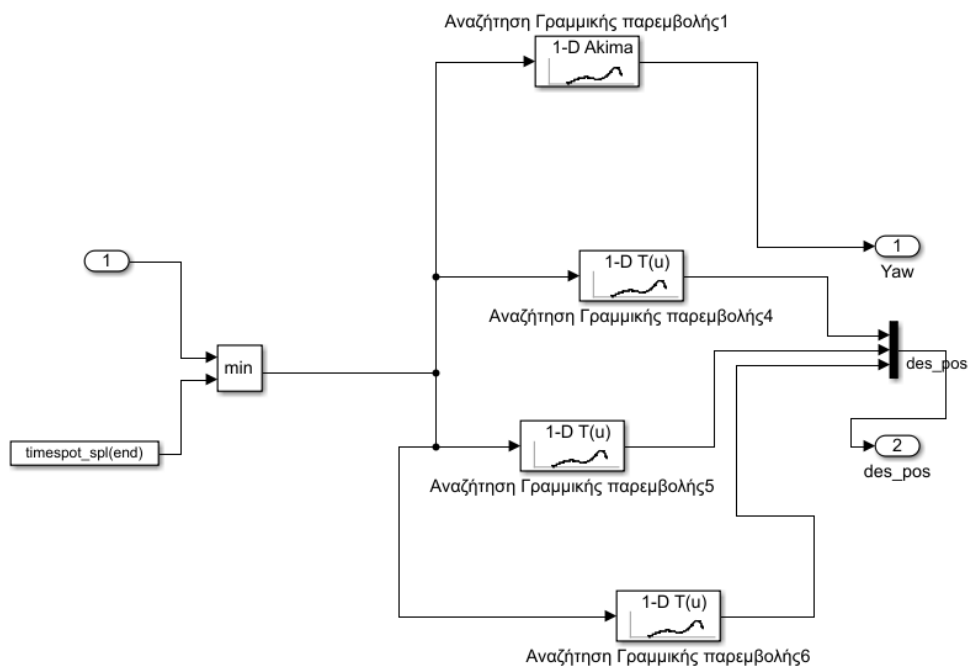 Αναζήτηση Γραμμικής παρεμβολής1
1-D Akima
1
Yaw
1
1-D T(u)
Αναζήτηση Γραμμικής παρεμβολής4
min
des_pos
timespot_spl(end)
1-D T(u)
Αναζήτηση Γραμμικής παρεμβολής5
2
des_pos
1-D T(u)
Αναζήτηση Γραμμικής παρεμβολής6